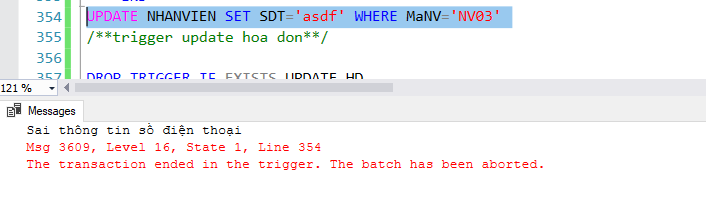 353
354 UPDATE NHANVIEN SET SDT='asdf' WHERE MaNV='NV03'
355 /**trigger update hoa don**/
356
357 DROP TRIGGER IF EXISTS UPDATE_HD
121 %
Messages
Sai thông tin số điện thoại
Msg 3609, Level 16, State 1, Line 354
The transaction ended in the trigger. The batch has been aborted.